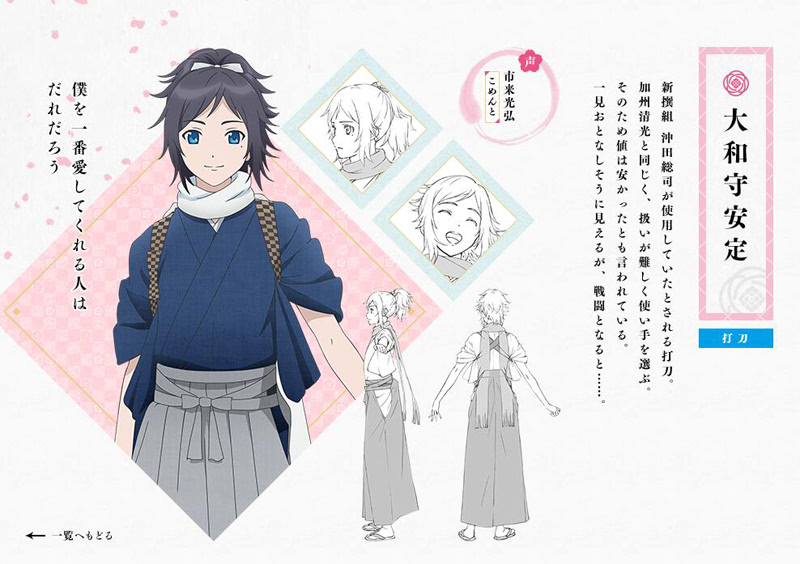 大和守安定
打刀
新撰組 沖田総司が使用していたとされる打刀。
加州清光と同じく、扱いが難しく使い手を選ぶ。
そのため値は安かったとも言われている。
一見おとなしそうに見えるが、戦闘となると……。
声
市来光弘
こめんと
僕を一番愛してくれる人は
だれだろう
一覧へもどる